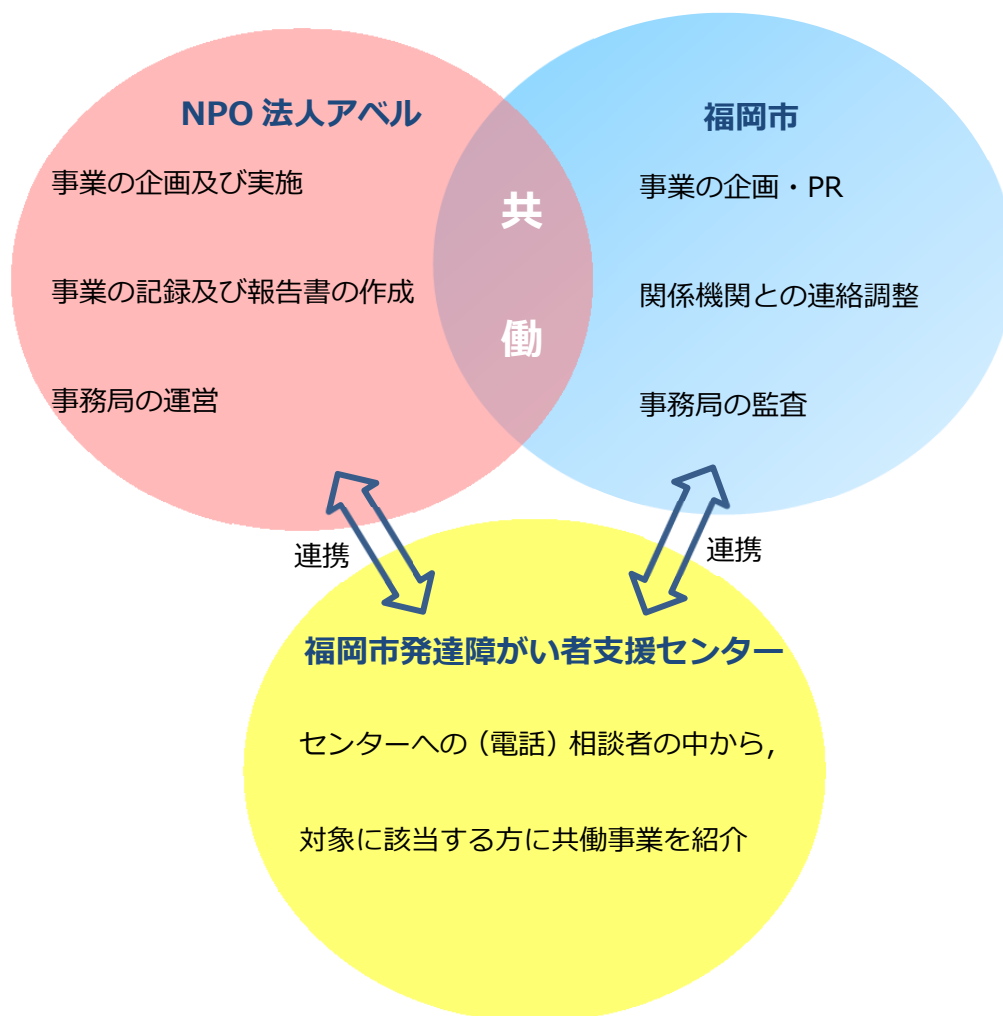 NPO 法人アベル
事業の企画及び実施
事業の記録及び報告書の作成
事務局の運営
共
働
福岡市
事業の企画・PR
関係機関との連絡調整
事務局の監査
連携
連携
福岡市発達障がい者支援センター
センターへの（電話）相談者の中から,
対象に該当する方に共働事業を紹介